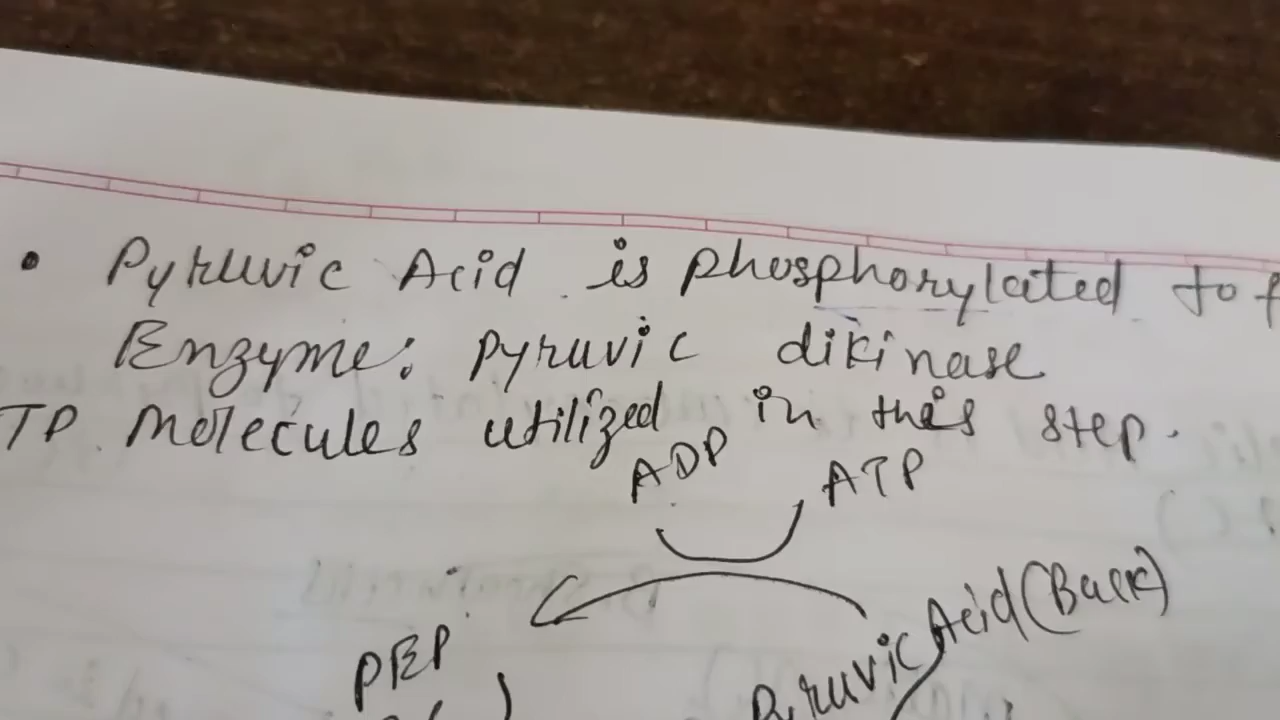 • Pyruvic Acid is phosphorylated to
Enzyme: Pyruvic dikinase
TP Molecules utilized in this step.
ADP ATP
Pyruvic Acid (Back)
PEP